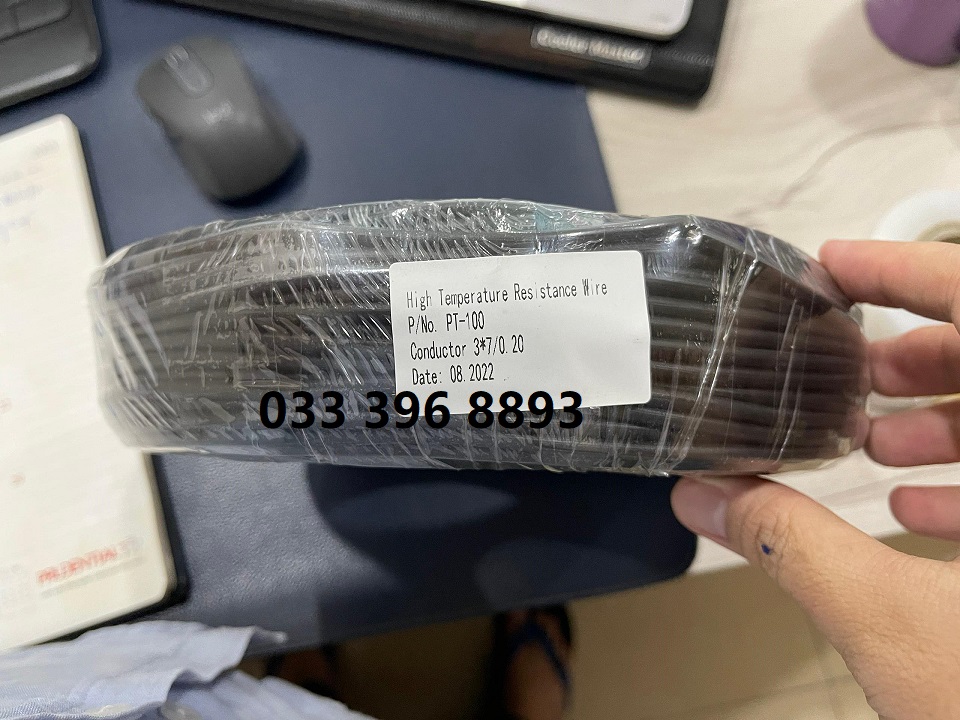 Cooler Master
High Temperature Resistance Wire
P/No. PT-100
Conductor 3*7/0.20
Date: 08.2022
033 396 8893
PRUDENTIAL